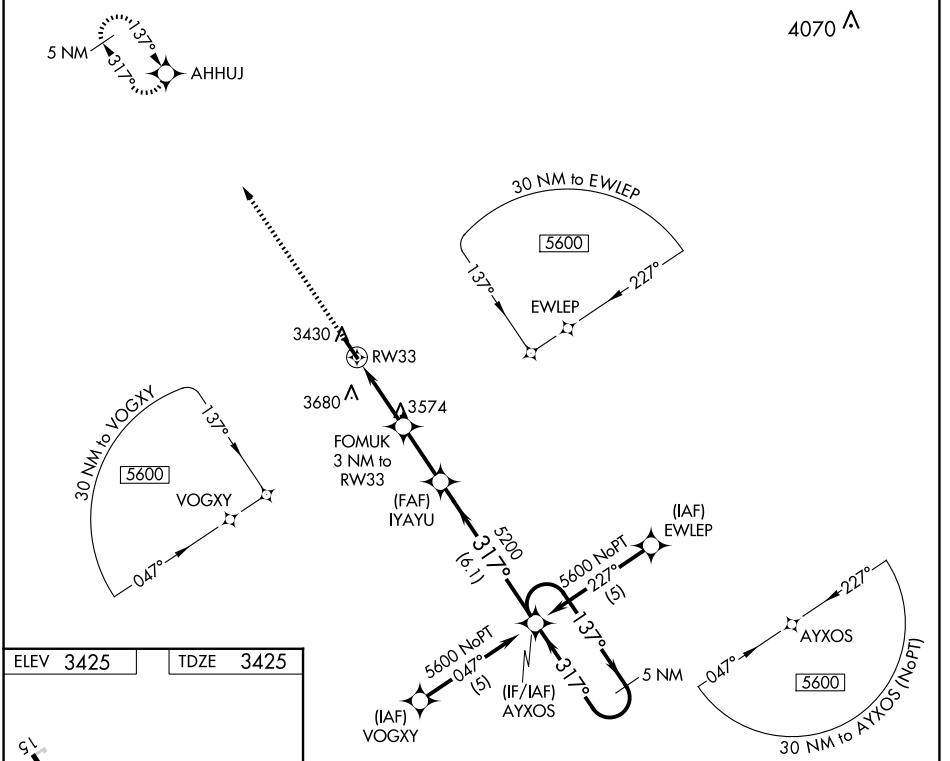 4070
5 NM
137°
317°
AHHUJ
30 NM to EWLEP
5600
137°
227°
EWLEP
3430
RW33
3680
3574
FOMUK
3 NM to
RW33
30 NM to VOGXY
137°
5600
VOGXY
047°
(FAF)
IYAYU
5200
317°
(6.1)
(IAF)
EWLEP
5600 NoPT
227°
(5)
137°
317°
5 NM
5600 NoPT
047°
(5)
(IAF)
VOGXY
(IF/IAF)
AYXOS
227°
AYXOS
047°
5600
30 NM to AYXOS (NoPT)
ELEV 3425
TDZE 3425
15